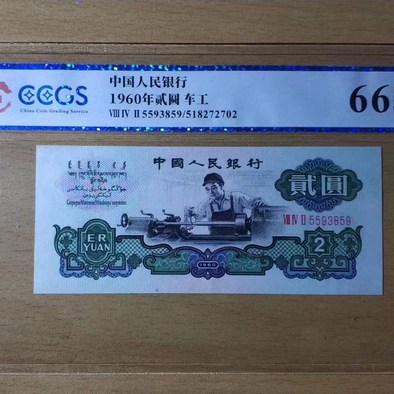 CCGS
China Coin Grading Service
中国人民银行
1960年贰圆 车工
VIII IV II 5593859/518272702
66
中國人民銀行
貳圓
VIII IV II 5593859
ER
YUAN
2
1960